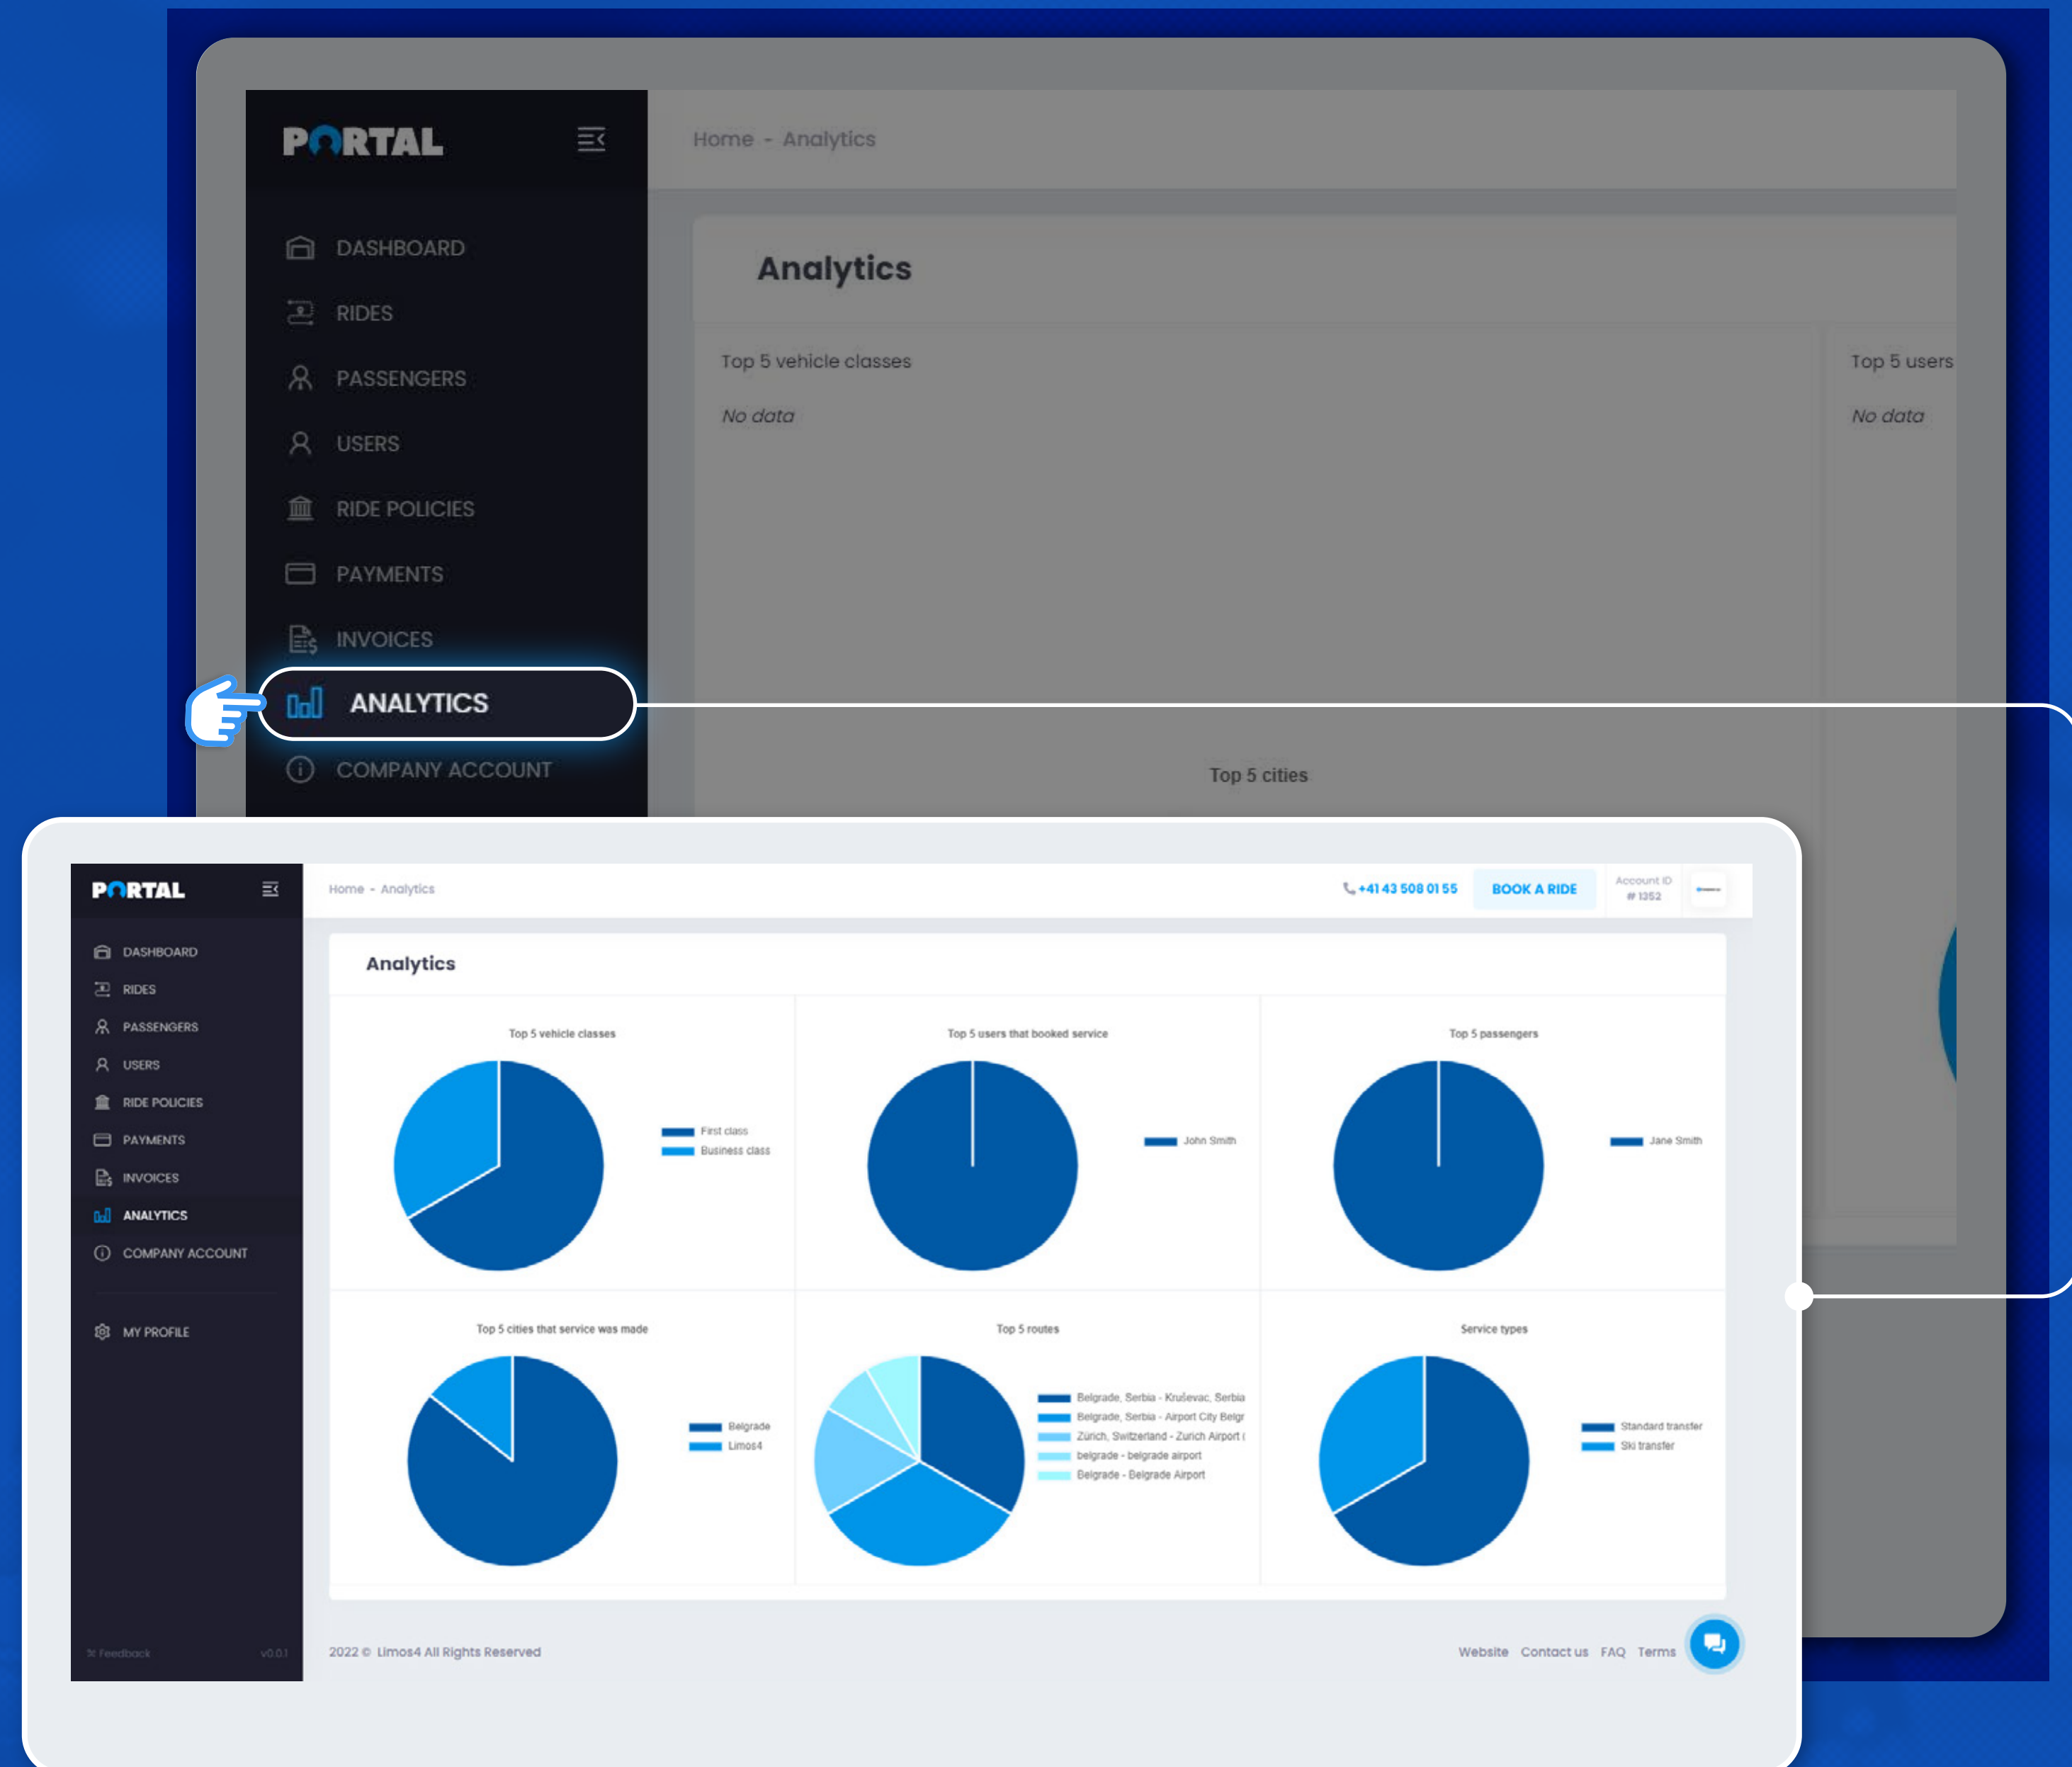 PORTAL
Home - Analytics
DASHBOARD
RIDES
PASSENGERS
USERS
RIDE POLICIES
PAYMENTS
INVOICES
ANALYTICS
COMPANY ACCOUNT
Analytics
Top 5 vehicle classes
No data
Top 5 users
No data
Top 5 cities
PORTAL
Home - Analytics
+41 43 508 01 55
BOOK A RIDE
Account ID
# 1352
DASHBOARD
RIDES
PASSENGERS
USERS
RIDE POLICIES
PAYMENTS
INVOICES
ANALYTICS
COMPANY ACCOUNT
MY PROFILE
Feedback
v0.0.1
Analytics
Top 5 vehicle classes
First class
Business class
Top 5 users that booked service
John Smith
Top 5 passengers
Jane Smith
Top 5 cities that service was made
Belgrade
Limos4
Top 5 routes
Belgrade, Serbia - Kruševac, Serbia
Belgrade, Serbia - Airport City Belgr
Zürich, Switzerland - Zurich Airport (
belgrade - belgrade airport
Belgrade - Belgrade Airport
Service types
Standard transfer
Ski transfer
2022 © Limos4 All Rights Reserved
Website Contact us FAQ Terms